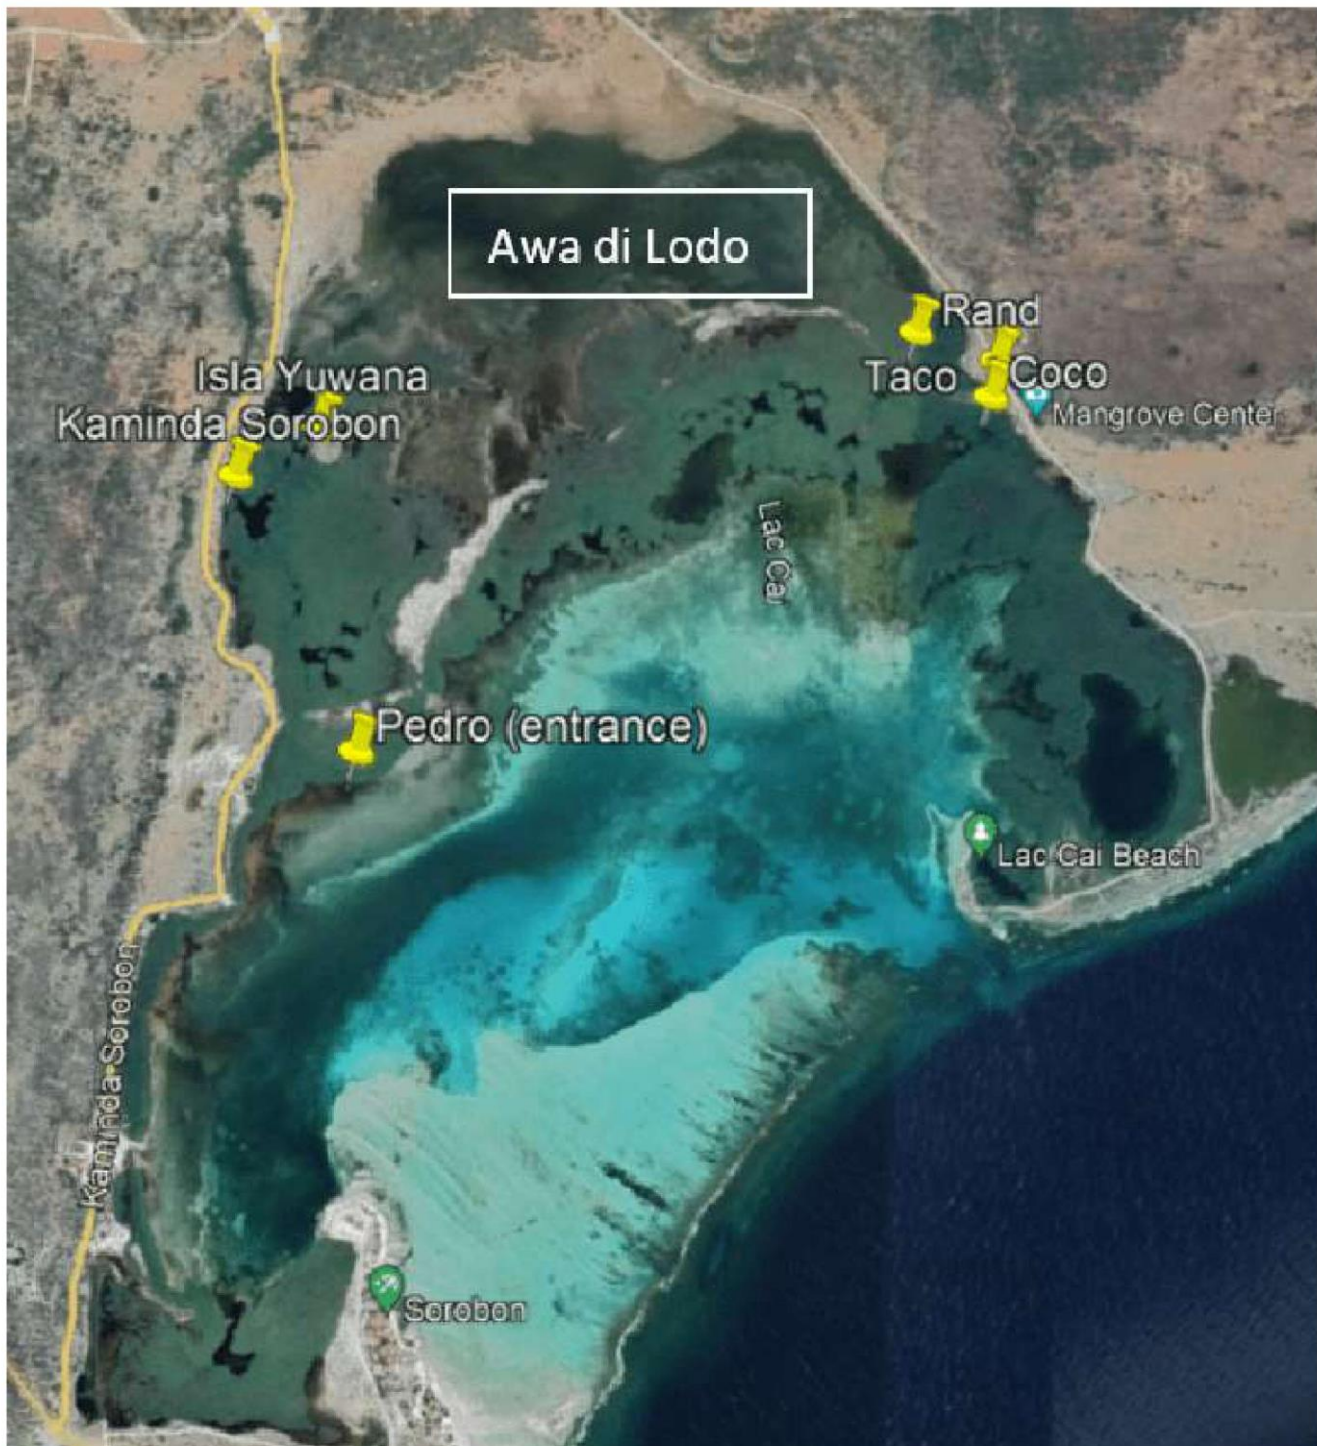 Awa di Lodo
Rand
Isla Yuwana
Taco
Coco
Kaminda Sorobon
Mangrove Center
Lac Cai
Pedro (entrance)
Lac Cai Beach
Kaminda Sorobon
Sorobon